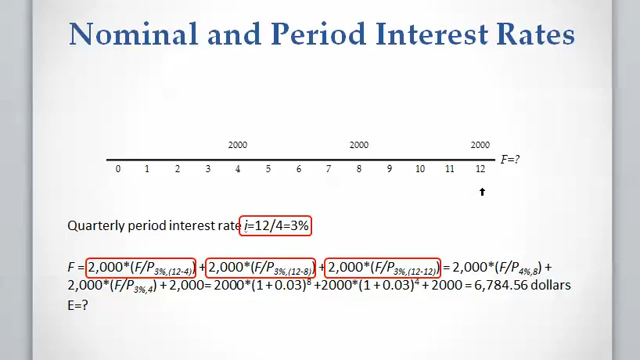 Nominal and Period Interest Rates
2000 2000 2000
F=?
0 1 2 3 4 5 6 7 8 9 10 11 12
Quarterly period interest rate i=12/4=3%
F = 2,000*(F/P3%,(12-4)) + 2,000*(F/P3%,(12-8)) + 2,000*(F/P3%,(12-12)) = 2,000*(F/P4%,8) +
2,000*(F/P3%,4) + 2,000= 2000*(1 + 0.03)⁸ +2000*(1 + 0.03)⁴ + 2000 = 6,784.56 dollars
E=?